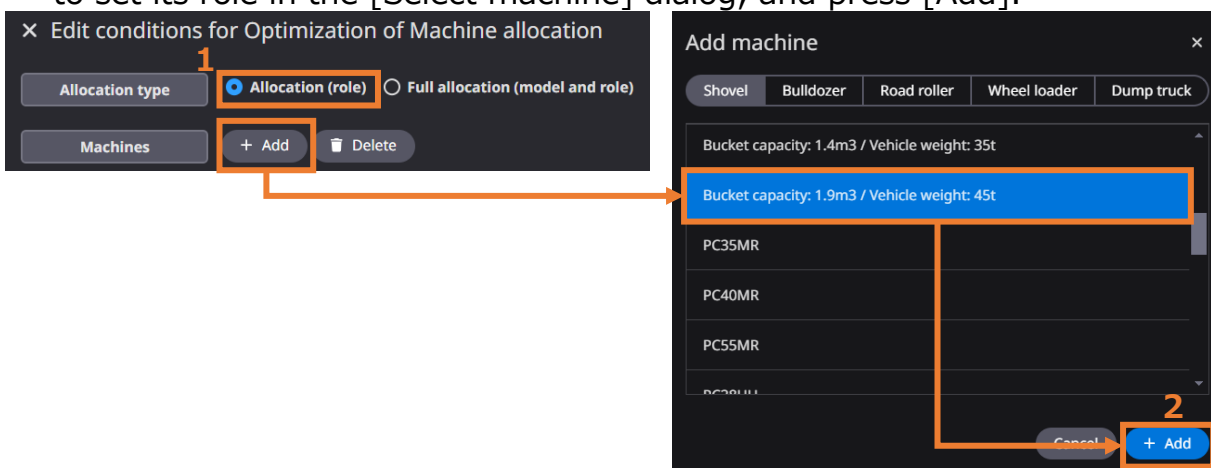 to set its role in the [Select machine] dialog, and press [Add].
× Edit conditions for Optimization of Machine allocation
1
Allocation type
Allocation (role)
Full allocation (model and role)
Machines
+ Add
Delete
Add machine
×
Shovel
Bulldozer
Road roller
Wheel loader
Dump truck
Bucket capacity: 1.4m3 / Vehicle weight: 35t
Bucket capacity: 1.9m3 / Vehicle weight: 45t
PC35MR
PC40MR
PC55MR
2
Cancel
+ Add